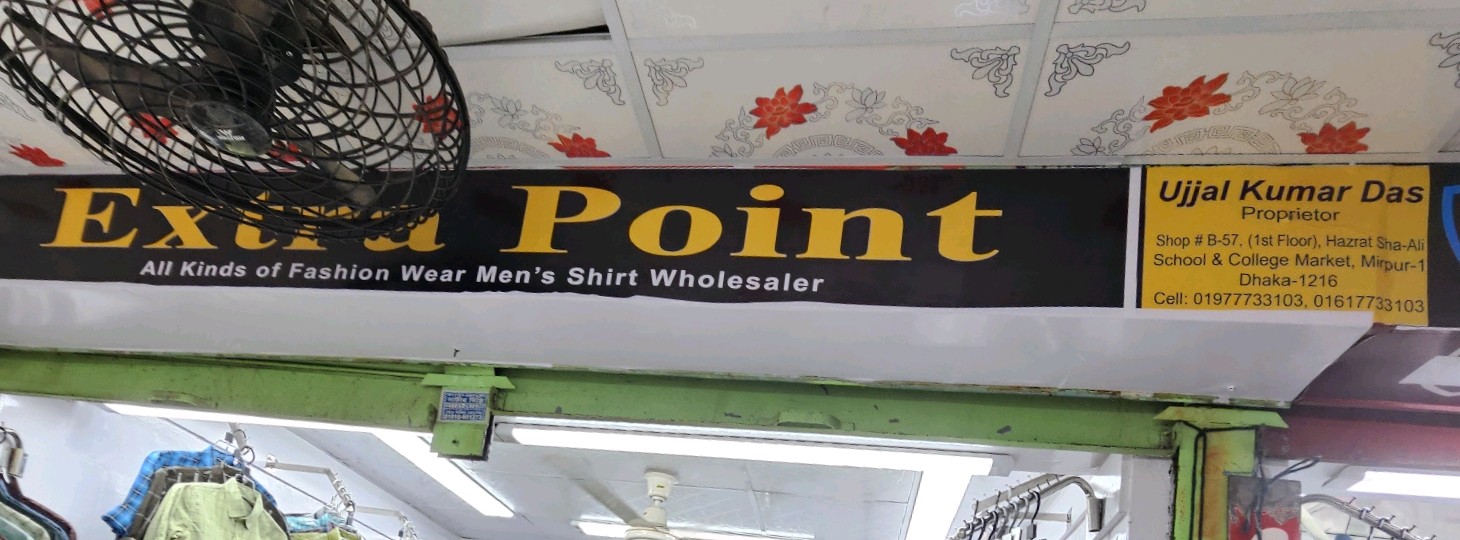 Extra Point
All Kinds of Fashion Wear Men's Shirt Wholesaler
Ujjal Kumar Das
Proprietor
Shop # B-57, (1st Floor), Hazrat Sha-Ali
School & College Market, Mirpur-1
Dhaka-1216
Cell: 01977733103, 01617733103